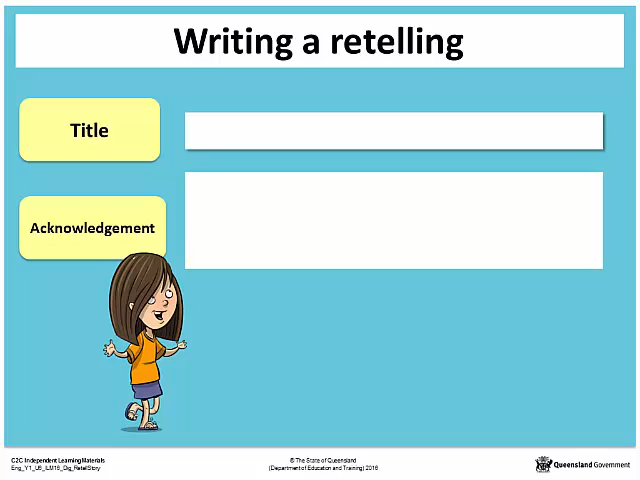 Writing a retelling
Title
Acknowledgement
C2C Independent Learning Materials
Eng_Y1_U5_ILM16_Dig_RetellStory
© The State of Queensland
(Department of Education and Training) 2016
Queensland Government